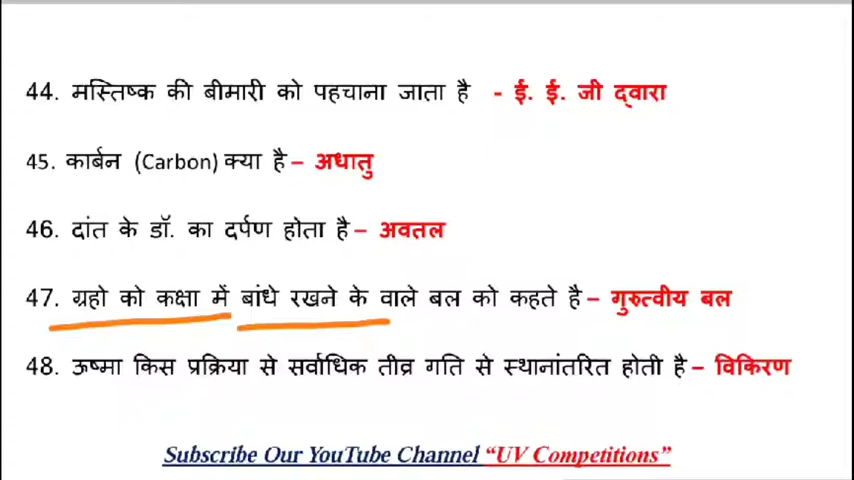 44. मस्तिष्क की बीमारी को पहचाना जाता है - ई. ई. जी द्वारा
45. कार्बन (Carbon) क्या है – अधातु
46. दांत के डॉ. का दर्पण होता है – अवतल
47. ग्रहो को कक्षा में बांधे रखने के वाले बल को कहते है – गुरुत्वीय बल
48. ऊष्मा किस प्रक्रिया से सर्वाधिक तीव्र गति से स्थानांतरित होती है – विकिरण
Subscribe Our YouTube Channel “UV Competitions”